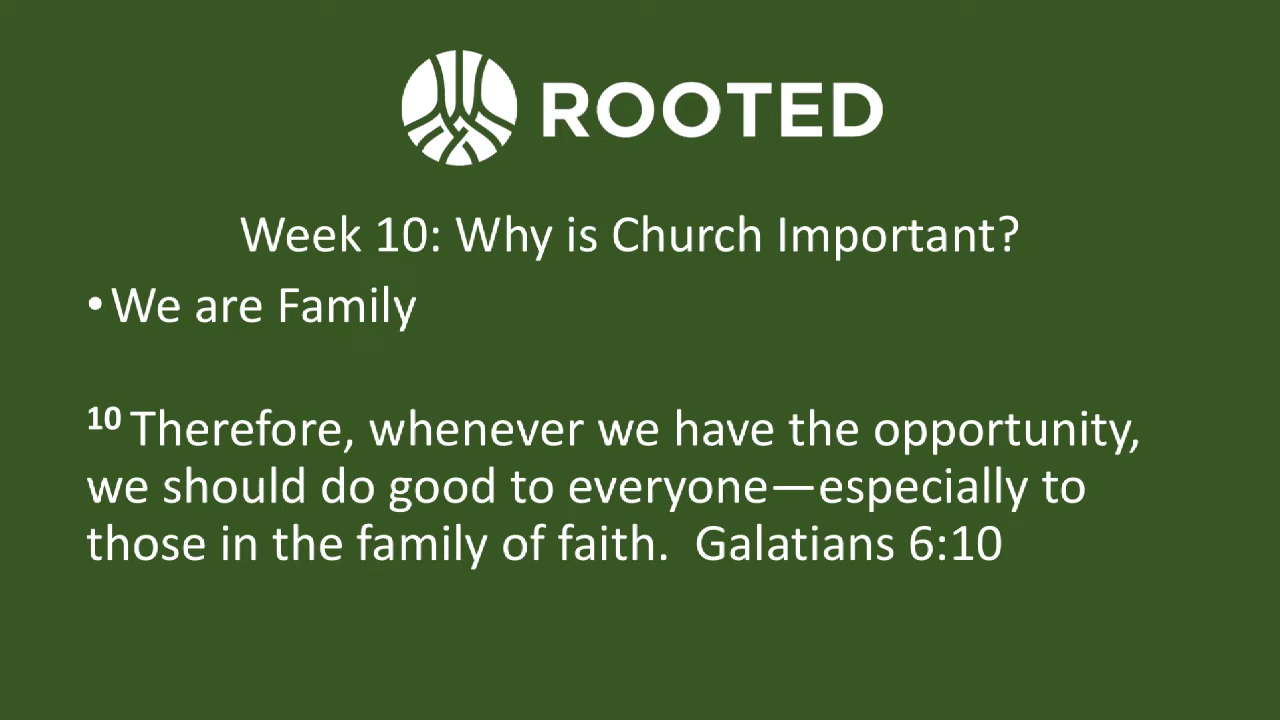 ROOTED
Week 10: Why is Church Important?
•We are Family
10 Therefore, whenever we have the opportunity,
we should do good to everyone—especially to
those in the family of faith.  Galatians 6:10